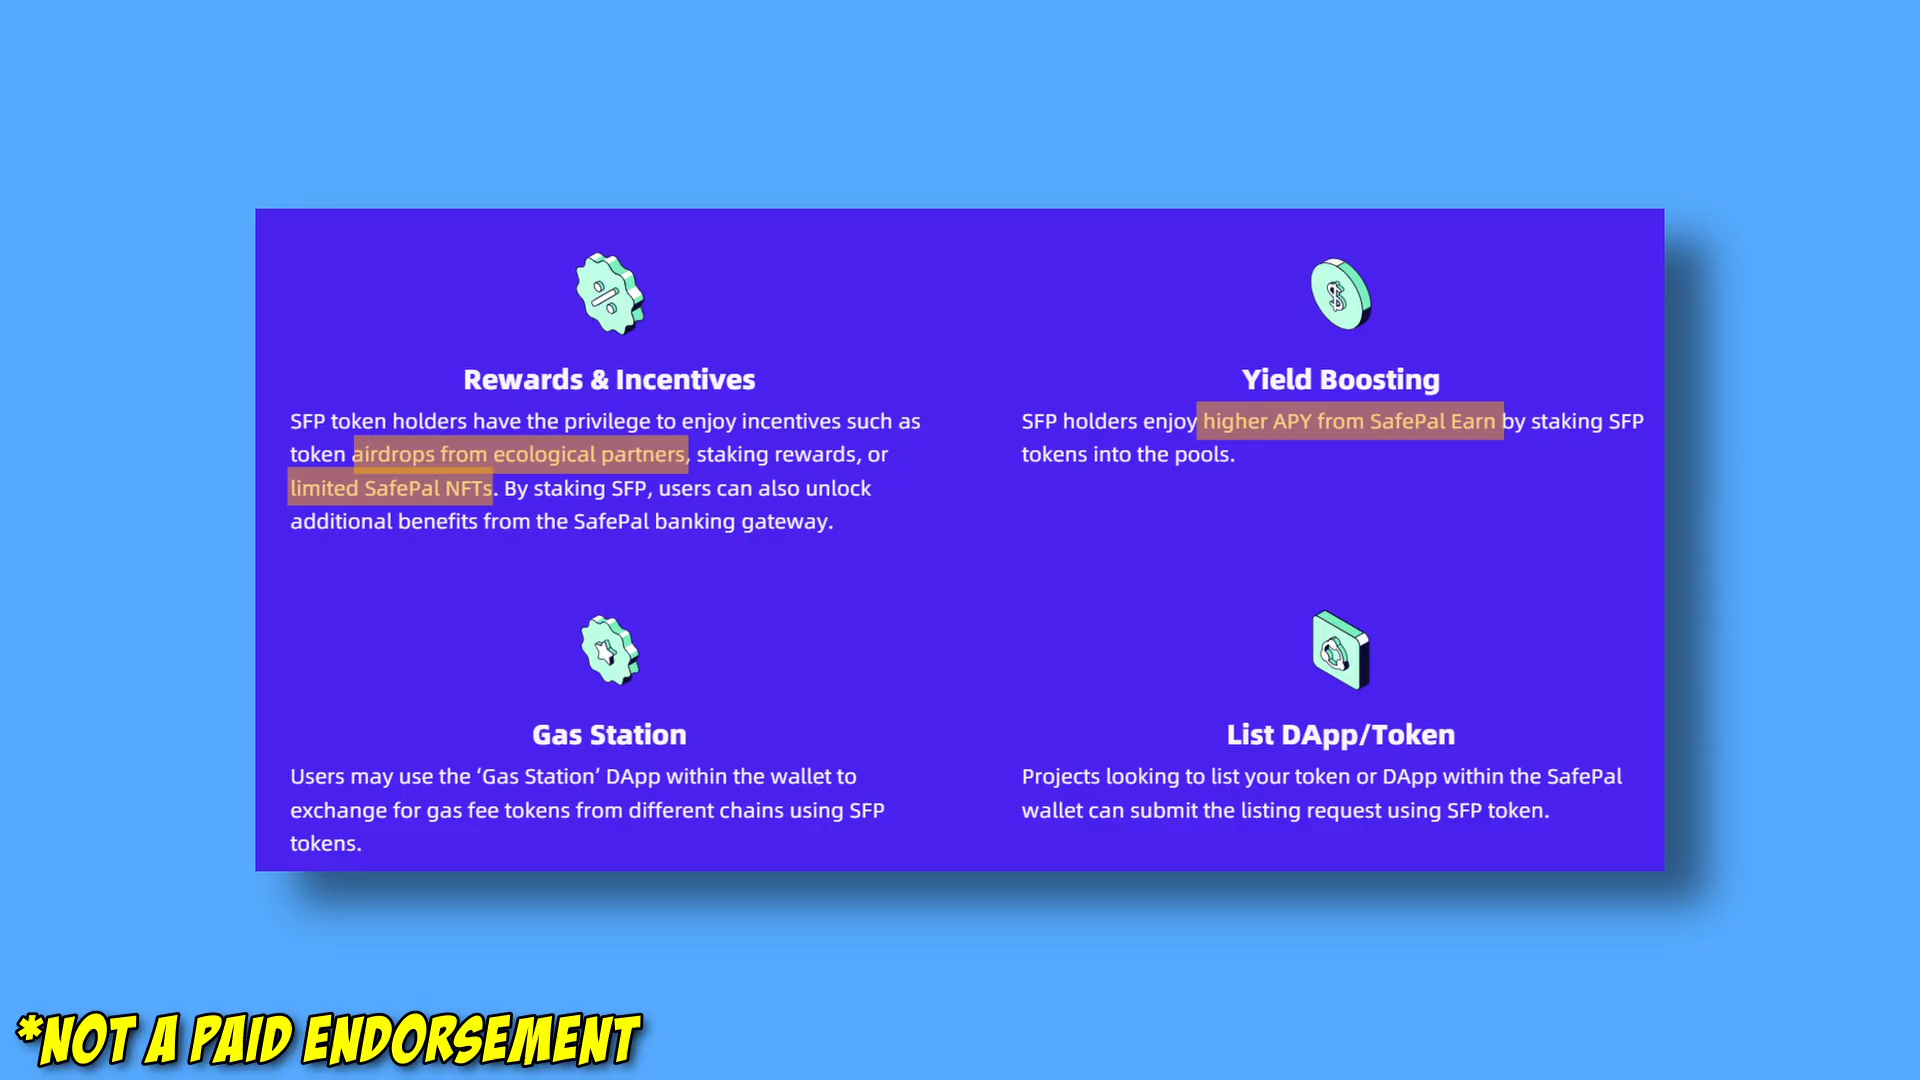 Rewards & Incentives
SFP token holders have the privilege to enjoy incentives such as
token airdrops from ecological partners, staking rewards, or
limited SafePal NFTs. By staking SFP, users can also unlock
additional benefits from the SafePal banking gateway.
Yield Boosting
SFP holders enjoy higher APY from SafePal Earn by staking SFP
tokens into the pools.
Gas Station
Users may use the ‘Gas Station’ DApp within the wallet to
exchange for gas fee tokens from different chains using SFP
tokens.
List DApp/Token
Projects looking to list your token or DApp within the SafePal
wallet can submit the listing request using SFP token.
*NOT A PAID ENDORSEMENT